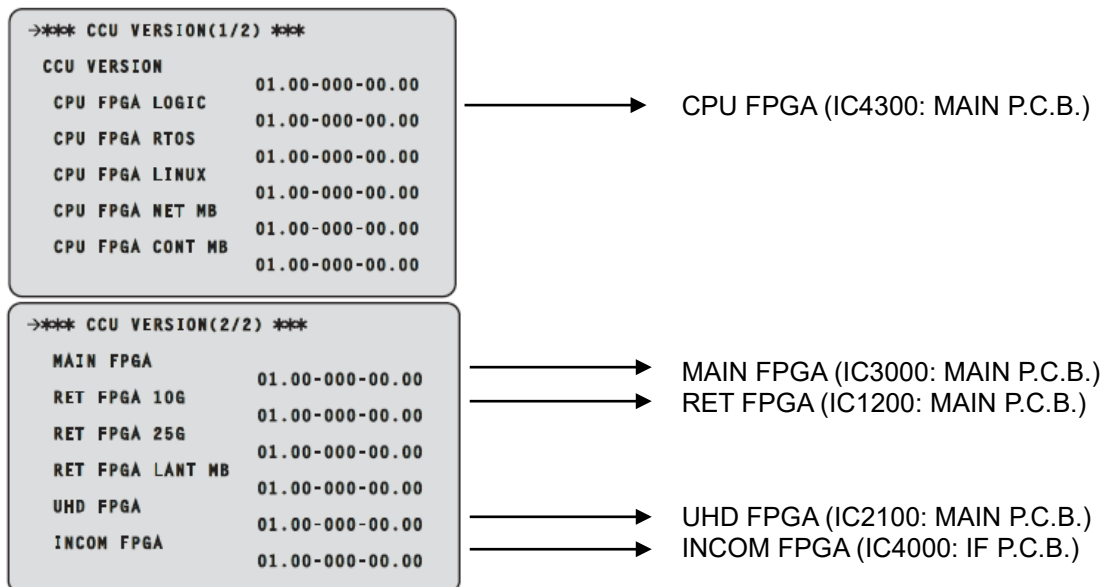 →*** CCU VERSION(1/2) ***
CCU VERSION
01.00-000-00.00
CPU FPGA LOGIC
01.00-000-00.00
CPU FPGA RTOS
01.00-000-00.00
CPU FPGA LINUX
01.00-000-00.00
CPU FPGA NET MB
01.00-000-00.00
CPU FPGA CONT MB
01.00-000-00.00
CPU FPGA (IC4300: MAIN P.C.B.)
→*** CCU VERSION(2/2) ***
MAIN FPGA
01.00-000-00.00
RET FPGA 10G
01.00-000-00.00
RET FPGA 25G
01.00-000-00.00
RET FPGA LANT MB
01.00-000-00.00
UHD FPGA
01.00-000-00.00
INCOM FPGA
01.00-000-00.00
MAIN FPGA (IC3000: MAIN P.C.B.)
RET FPGA (IC1200: MAIN P.C.B.)
UHD FPGA (IC2100: MAIN P.C.B.)
INCOM FPGA (IC4000: IF P.C.B.)